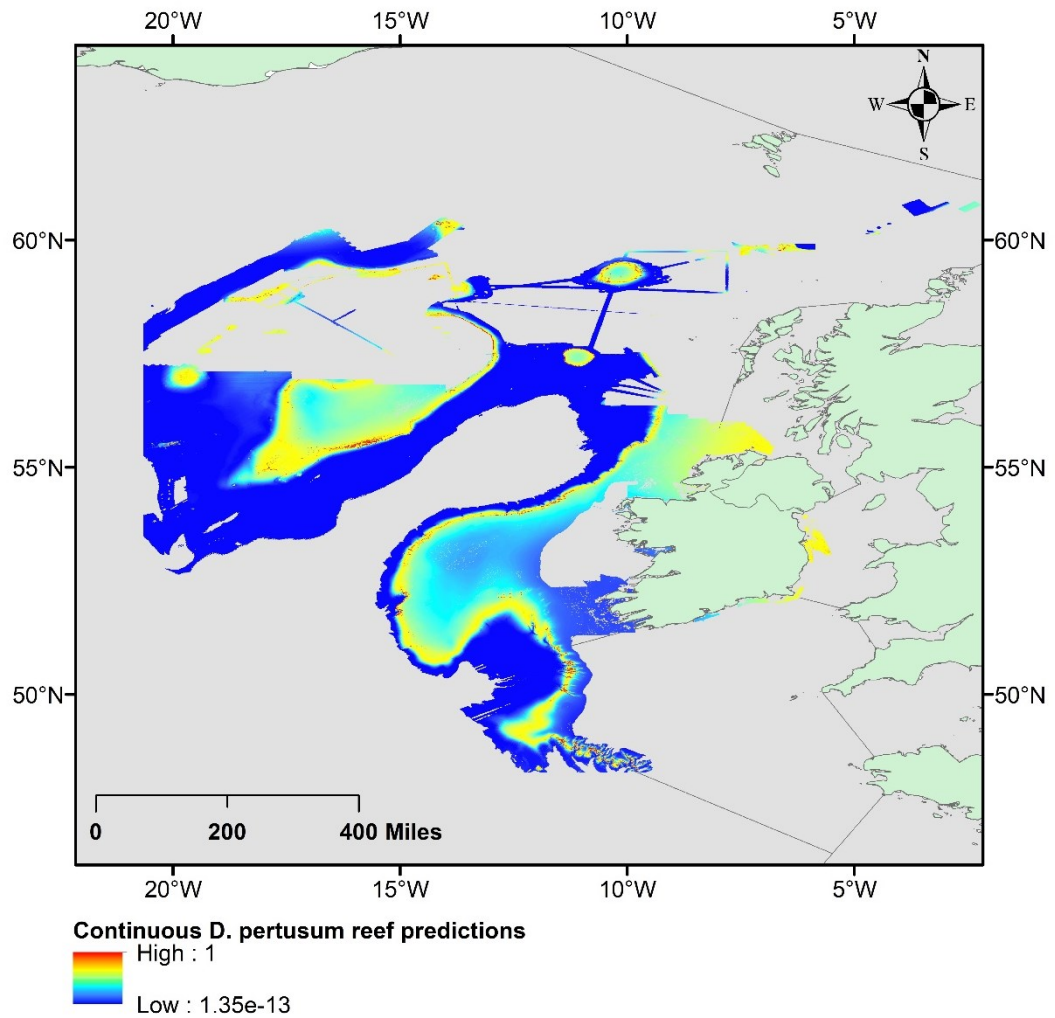 20°W 15°W 10°W 5°W
N
W E
S
60°N 60°N
55°N 55°N
50°N 50°N
0 200 400 Miles
20°W 15°W 10°W 5°W
Continuous D. pertusum reef predictions
High : 1
Low : 1.35e-13